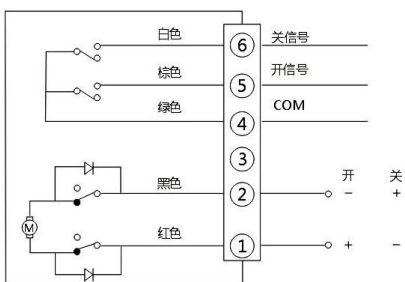 白色 ⑥ 关信号
棕色 ⑤ 开信号
绿色 ④ COM
③
开 关
黑色 ② − +
M
红色 ① + −